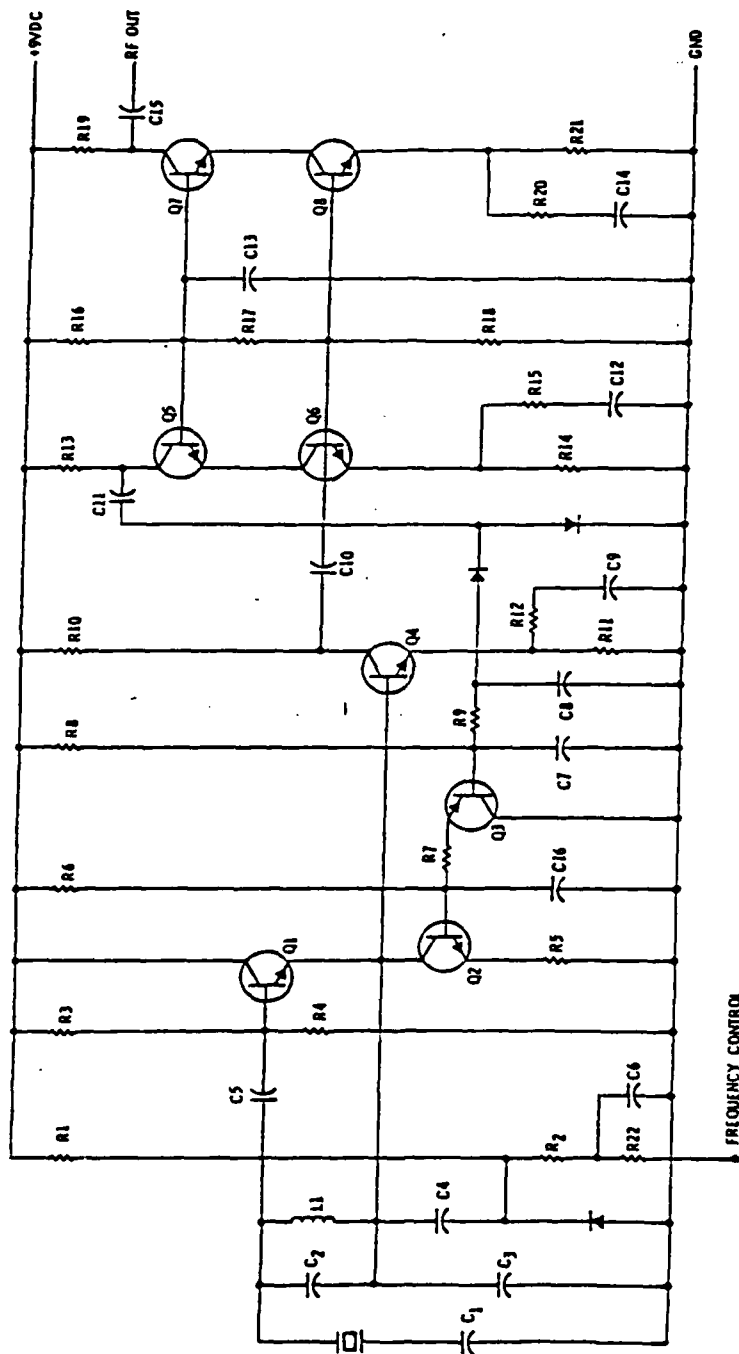 +9VDC
RF OUT
GND
R19
C15
Q7
Q8
R21
R20
C14
C13
R16
R17
R18
Q5
Q6
R15
C12
R13
C11
R14
C10
C9
R10
Q4
R12
R11
R8
R9
C8
C7
R7
Q3
R6
C16
Q1
Q2
R5
R3
R4
C5
C6
R1
R2
R22
L1
C4
C2
C3
C1
FREQUENCY CONTROL